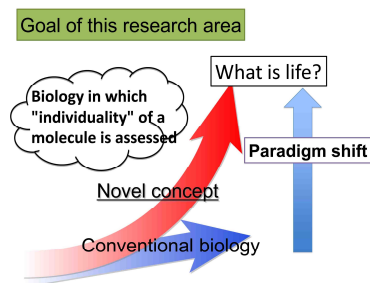 Goal of this research area
What is life?
Biology in which
"individuality" of a
molecule is assessed
Paradigm shift
Novel concept
Conventional biology